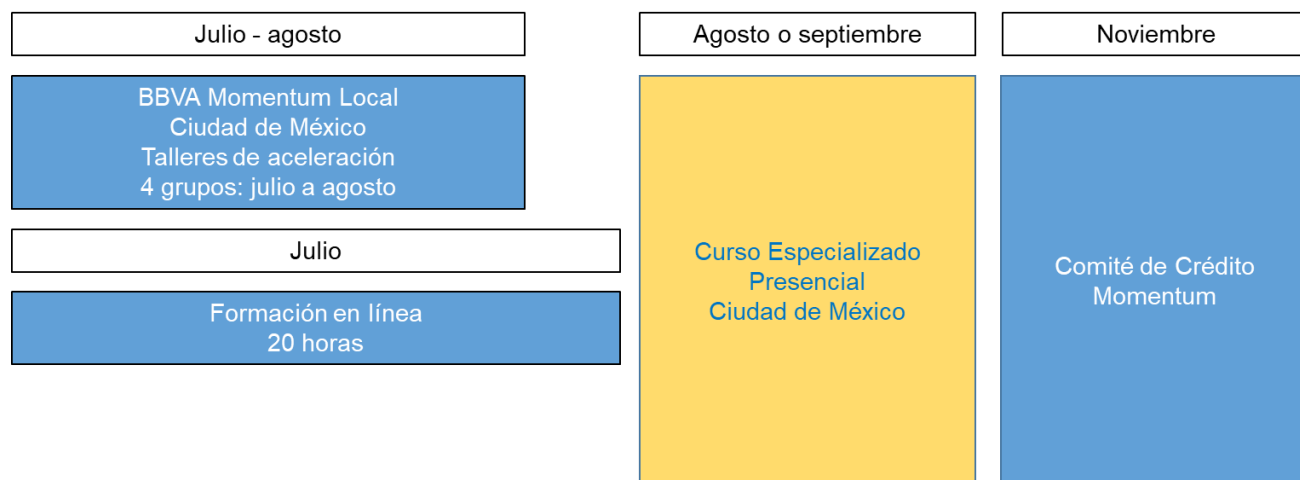 Julio - agosto
BBVA Momentum Local
Ciudad de México
Talleres de aceleración
4 grupos: julio a agosto
Julio
Formación en línea
20 horas
Agosto o septiembre
Curso Especializado
Presencial
Ciudad de México
Noviembre
Comité de Crédito
Momentum